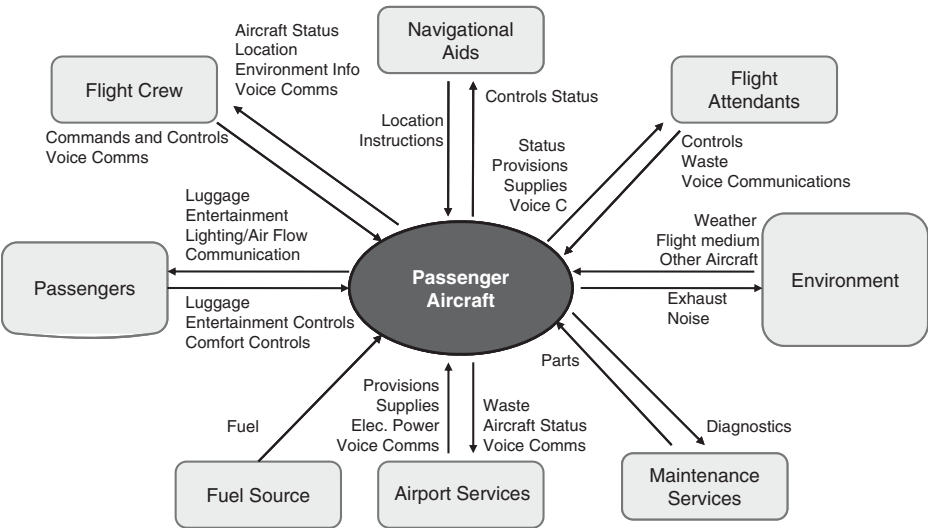 Aircraft Status
Location
Environment Info
Voice Comms
Navigational
Aids
Flight Crew
Flight
Attendants
Controls Status
Commands and Controls
Voice Comms
Location
Instructions
Status
Provisions
Supplies
Voice C
Controls
Waste
Voice Communications
Luggage
Entertainment
Lighting/Air Flow
Communication
Weather
Flight medium
Other Aircraft
Passengers
Passenger
Aircraft
Environment
Luggage
Entertainment Controls
Comfort Controls
Exhaust
Noise
Parts
Fuel
Provisions
Supplies
Elec. Power
Voice Comms
Waste
Aircraft Status
Voice Comms
Diagnostics
Fuel Source
Airport Services
Maintenance
Services